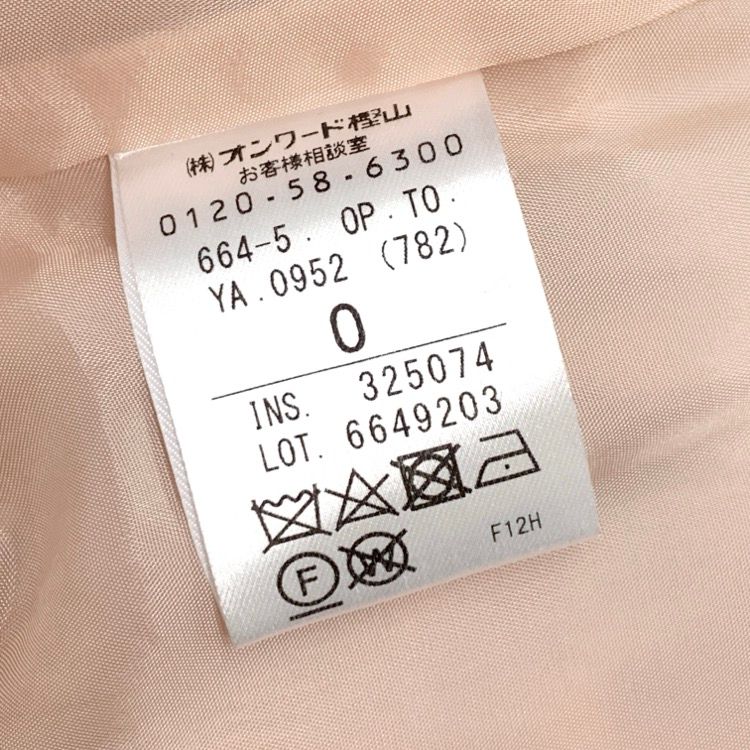 (株)オンワード樫山
お客様相談室
0120-58-6300
664-5. OP.TO.
YA.0952 (782)
0
INS. 325074
LOT. 6649203
F W F12H